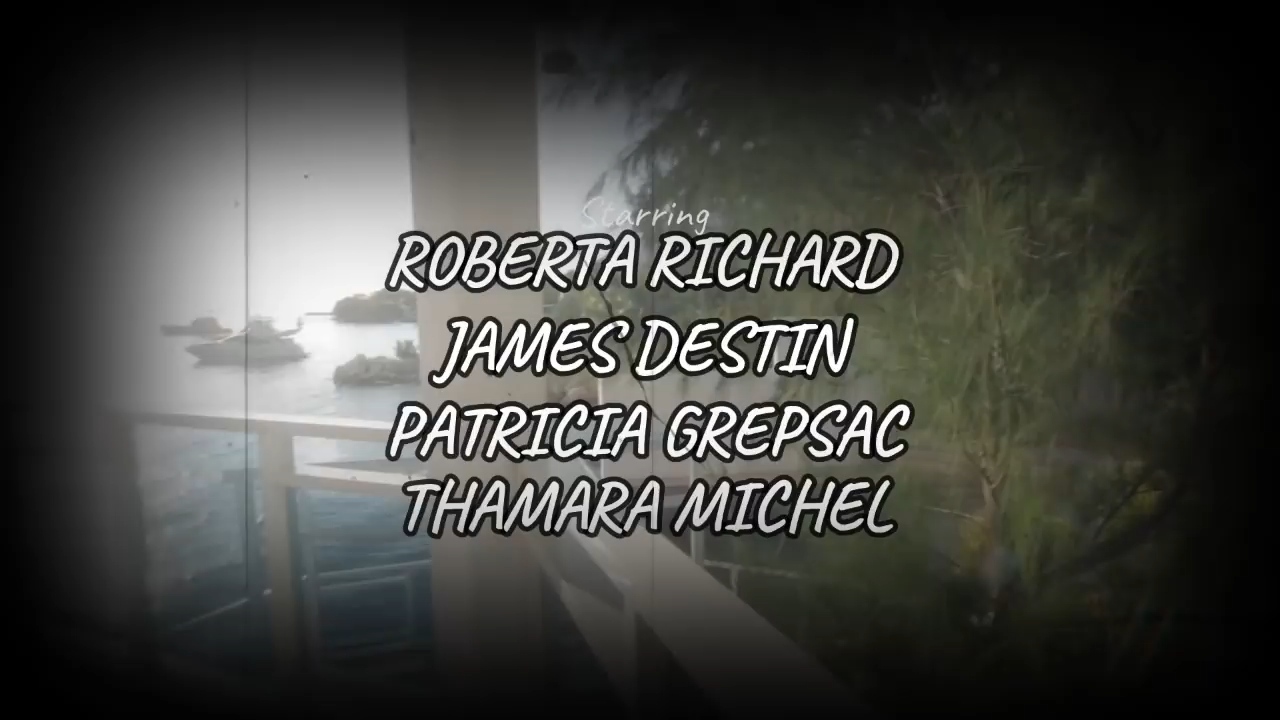 Starring
ROBERTA RICHARD
JAMES DESTIN
PATRICIA GREPSAC
THAMARA MICHEL